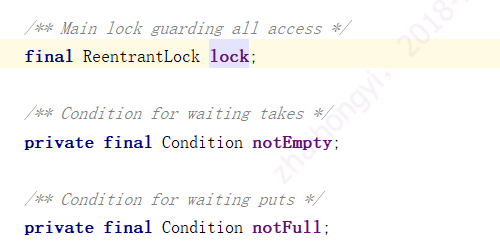 /** Main lock guarding all access */
final ReentrantLock lock;
/** Condition for waiting takes */
private final Condition notEmpty;
/** Condition for waiting puts */
private final Condition notFull;